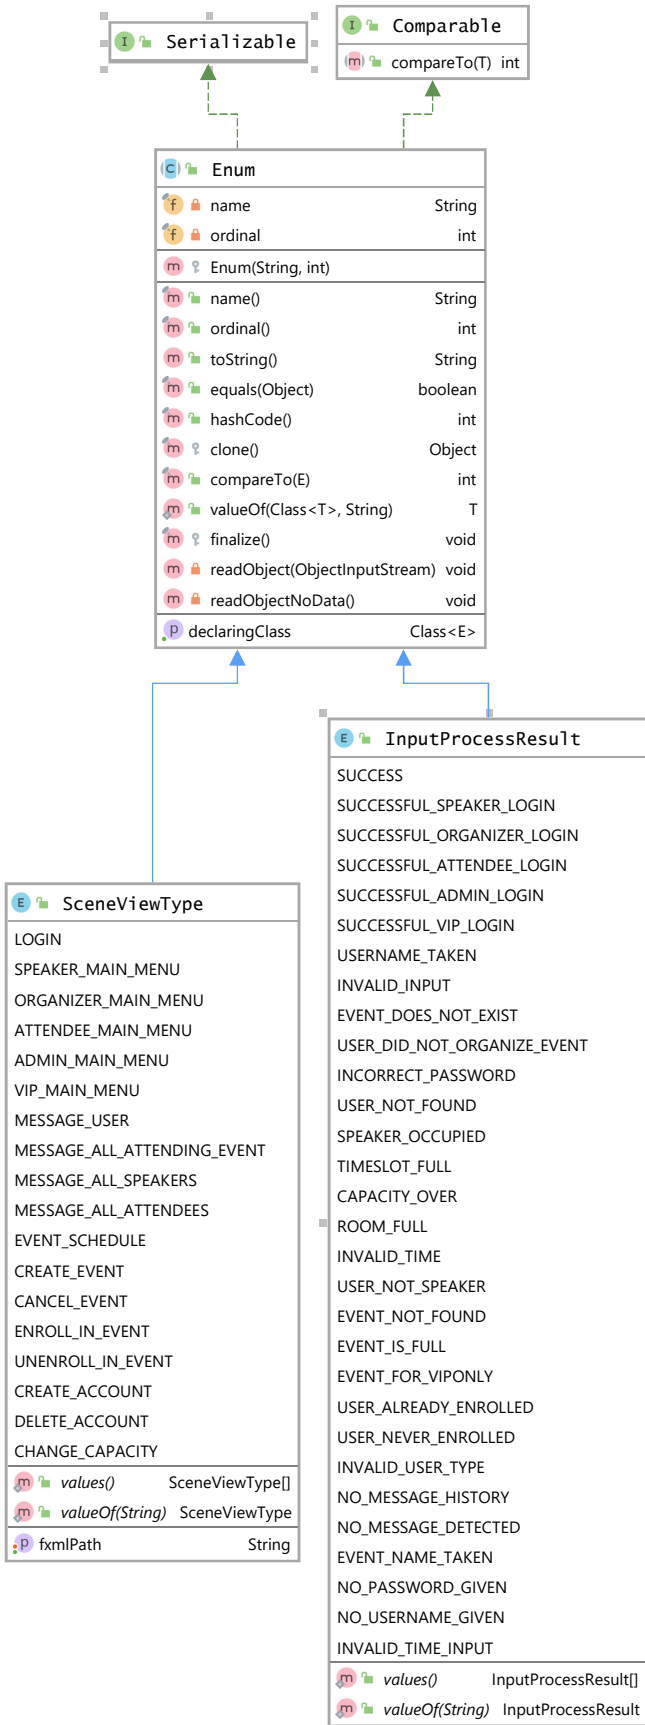 I Serializable
I Comparable
m compareTo(T) int
C Enum
f name String
f ordinal int
m Enum(String, int)
m name() String
m ordinal() int
m toString() String
m equals(Object) boolean
m hashCode() int
m clone() Object
m compareTo(E) int
m valueOf(Class<T>, String) T
m finalize() void
m readObject(ObjectInputStream) void
m readObjectNoData() void
p declaringClass Class<E>
E SceneViewType
LOGIN
SPEAKER_MAIN_MENU
ORGANIZER_MAIN_MENU
ATTENDEE_MAIN_MENU
ADMIN_MAIN_MENU
VIP_MAIN_MENU
MESSAGE_USER
MESSAGE_ALL_ATTENDING_EVENT
MESSAGE_ALL_SPEAKERS
MESSAGE_ALL_ATTENDEES
EVENT_SCHEDULE
CREATE_EVENT
CANCEL_EVENT
ENROLL_IN_EVENT
UNENROLL_IN_EVENT
CREATE_ACCOUNT
DELETE_ACCOUNT
CHANGE_CAPACITY
m values() SceneViewType[]
m valueOf(String) SceneViewType
p fxmlPath String
E InputProcessResult
SUCCESS
SUCCESSFUL_SPEAKER_LOGIN
SUCCESSFUL_ORGANIZER_LOGIN
SUCCESSFUL_ATTENDEE_LOGIN
SUCCESSFUL_ADMIN_LOGIN
SUCCESSFUL_VIP_LOGIN
USERNAME_TAKEN
INVALID_INPUT
EVENT_DOES_NOT_EXIST
USER_DID_NOT_ORGANIZE_EVENT
INCORRECT_PASSWORD
USER_NOT_FOUND
SPEAKER_OCCUPIED
TIMESLOT_FULL
CAPACITY_OVER
ROOM_FULL
INVALID_TIME
USER_NOT_SPEAKER
EVENT_NOT_FOUND
EVENT_IS_FULL
EVENT_FOR_VIPONLY
USER_ALREADY_ENROLLED
USER_NEVER_ENROLLED
INVALID_USER_TYPE
NO_MESSAGE_HISTORY
NO_MESSAGE_DETECTED
EVENT_NAME_TAKEN
NO_PASSWORD_GIVEN
NO_USERNAME_GIVEN
INVALID_TIME_INPUT
m values() InputProcessResult[]
m valueOf(String) InputProcessResult